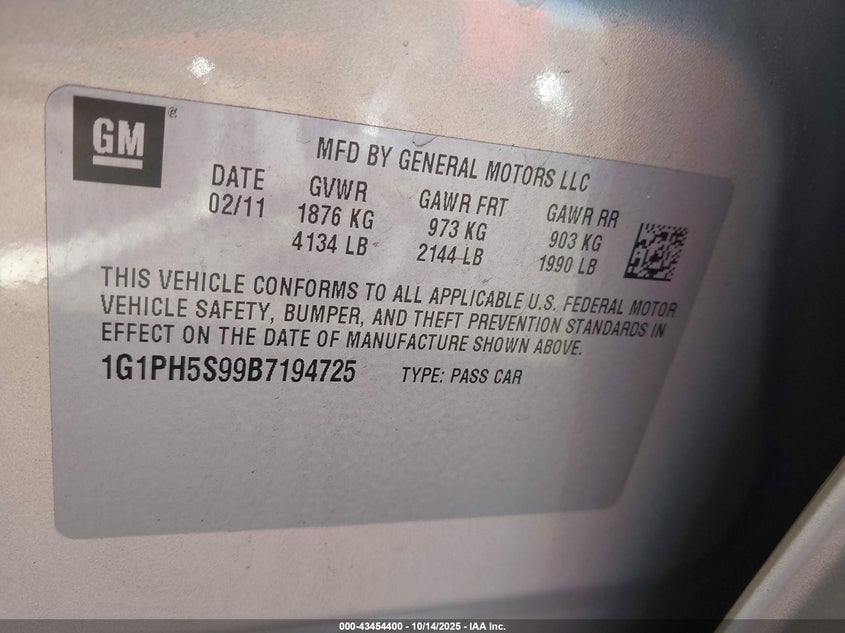 GM ©
MFD BY GENERAL MOTORS LLC
DATE GVWR GAWR FRT GAWR RR
02/11 1876 KG 973 KG 903 KG
4134 LB 2144 LB 1990 LB
THIS VEHICLE CONFORMS TO ALL APPLICABLE U.S. FEDERAL MOTOR
VEHICLE SAFETY, BUMPER, AND THEFT PREVENTION STANDARDS IN
EFFECT ON THE DATE OF MANUFACTURE SHOWN ABOVE.
1G1PH5S99B7194725 TYPE: PASS CAR
000-43454400 - 10/14/2025 - IAA Inc.